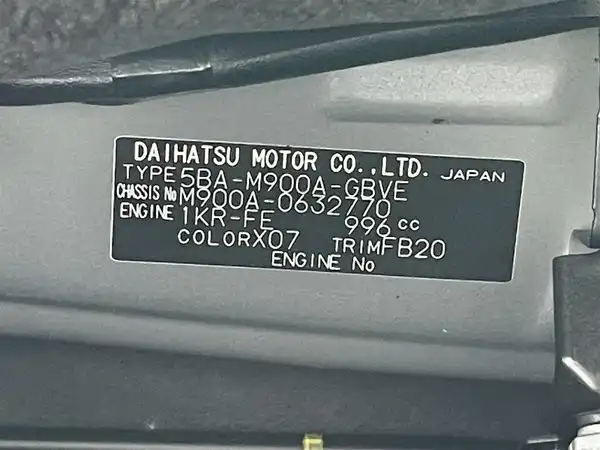 DAIHATSU MOTOR CO.,LTD. JAPAN
TYPE 5BA-M900A-GBVE
CHASSIS No M900A-0632770
ENGINE 1KR-FE 996 cc
COLOR X07 TRIM FB20
ENGINE No